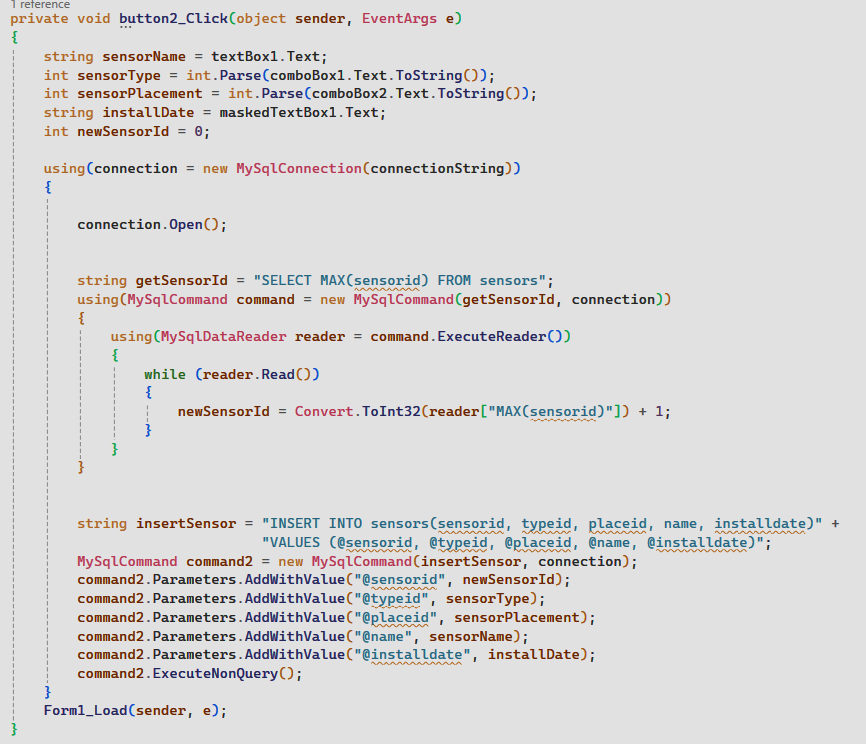 1 reference
private void button2_Click(object sender, EventArgs e)
{
string sensorName = textBox1.Text;
int sensorType = int.Parse(comboBox1.Text.ToString());
int sensorPlacement = int.Parse(comboBox2.Text.ToString());
string installDate = maskedTextBox1.Text;
int newSensorId = 0;
using(connection = new MySqlConnection(connectionString))
{
connection.Open();
string getSensorId = "SELECT MAX(sensorid) FROM sensors";
using(MySqlCommand command = new MySqlCommand(getSensorId, connection))
{
using(MySqlDataReader reader = command.ExecuteReader())
{
while (reader.Read())
{
newSensorId = Convert.ToInt32(reader["MAX(sensorid)"]) + 1;
}
}
}
string insertSensor = "INSERT INTO sensors(sensorid, typeid, placeid, name, installdate)" +
"VALUES (@sensorid, @typeid, @placeid, @name, @installdate)";
MySqlCommand command2 = new MySqlCommand(insertSensor, connection);
command2.Parameters.AddWithValue("@sensorid", newSensorId);
command2.Parameters.AddWithValue("@typeid", sensorType);
command2.Parameters.AddWithValue("@placeid", sensorPlacement);
command2.Parameters.AddWithValue("@name", sensorName);
command2.Parameters.AddWithValue("@installdate", installDate);
command2.ExecuteNonQuery();
}
Form1_Load(sender, e);
}